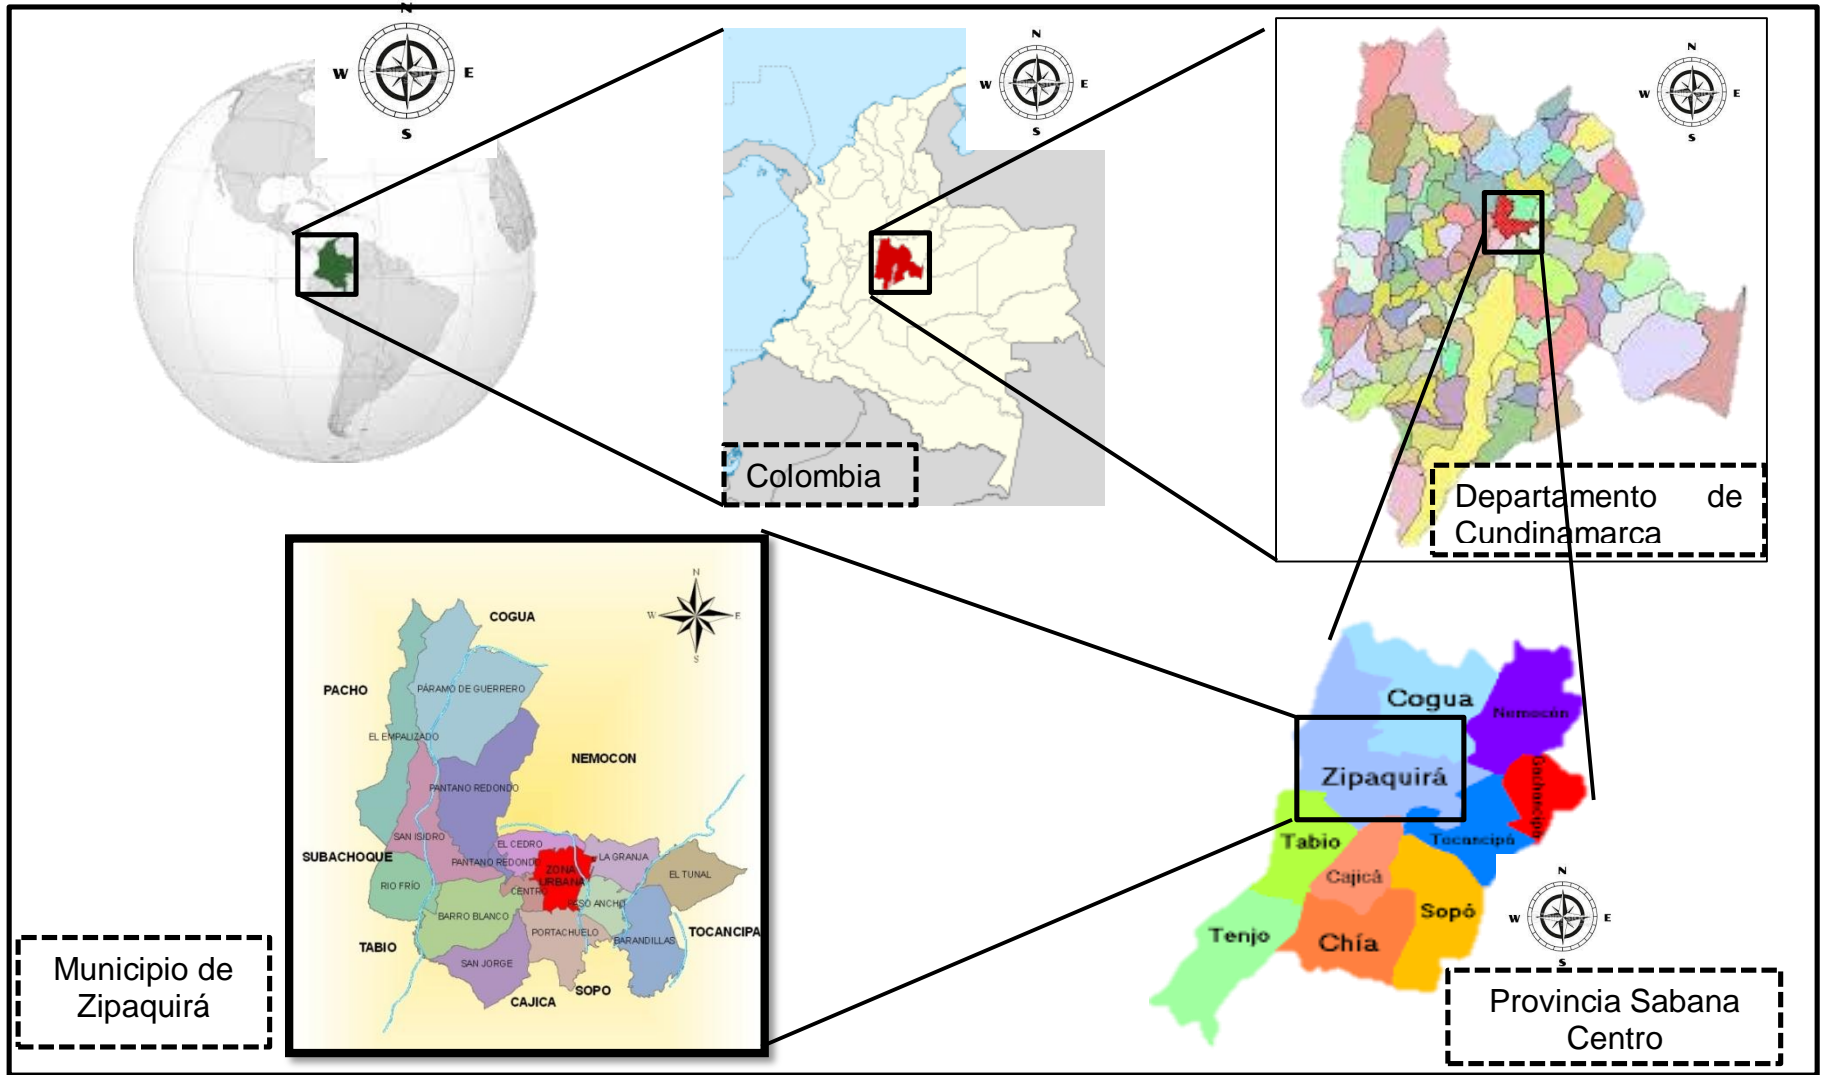 N
W E
S
N
W E
S
N
W E
S
Colombia
Departamento de
Cundinamarca
N
W E
S
COGUA
PACHO
PÁRAMO DE GUERRERO
EL EMPALIZADO
NEMOCON
PANTANO REDONDO
SAN ISIDRO
SUBACHOQUE
EL CEDRO
PANTANO REDONDO
LA GRANJA
ZONA
URBANA
EL TUNAL
RIO FRÍO
CENTRO
ESO ANCHO
BARRO BLANCO
PORTACHUELO
BARANDILLAS
TOCANCIPA
TABIO
SAN JORGE
SOPO
CAJICA
Municipio de
Zipaquirá
Cogua
Nemocón
Zipaquirá
Gachancipá
Tabio
Tocancipá
Cajicá
Sopó
Tenjo
Chía
W E
S
Provincia Sabana
Centro